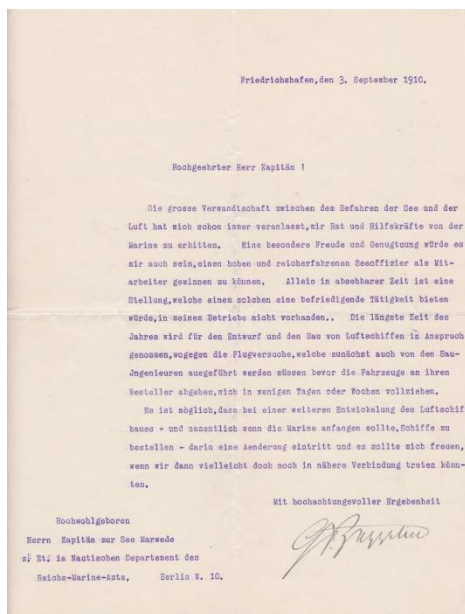 Friedrichshafen,den 3. September 1910.
Hochgeehrter Herr Kapitän !
Die grosse Verwandtschaft zwischen dem Befahren der See und der
Luft hat mich schon immer veranlasst,mir Rat und Hilfskräfte von der
Marine zu erbitten. Eine besondere Freude und Genugtuung würde es
mir auch sein,einen hohen und reicherfahrenen Seeoffizier als Mit-
arbeiter gewinnen zu können. Allein in absehbarer Zeit ist eine
Stellung,welche einem solchen eine befriedigende Tätigkeit bieten
würde,in meinem Betriebe nicht vorhanden.. Die längste Zeit des
Jahres wird für den Entwurf und den Bau von Luftschiffen in Anspruch
genommen,wogegen die Flugversuche,welche zunächst auch von den Bau-
Ingenieuren ausgeführt werden müssen bevor die Fahrzeuge an ihren
Besteller abgehen,sich in wenigen Tagen oder Wochen vollziehen.
Es ist möglich,dass bei einer weiteren Entwickelung des Luftschif
baues - und namentlich wenn die Marine anfangen sollte,Schiffe zu
bestellen - darin eine Aenderung eintritt und es sollte mich freuen,
wenn wir dann vielleicht doch noch in nähere Verbindung treten könn-
ten.
Mit hochachtungsvoller Ergebenheit
Hochwohlgeboren
Herrn Kapitän zur See Marwede
z. Zt. im Nautischen Departement des
Reichs-Marine-Amts, Berlin W. 10.
Gf. Zeppelin